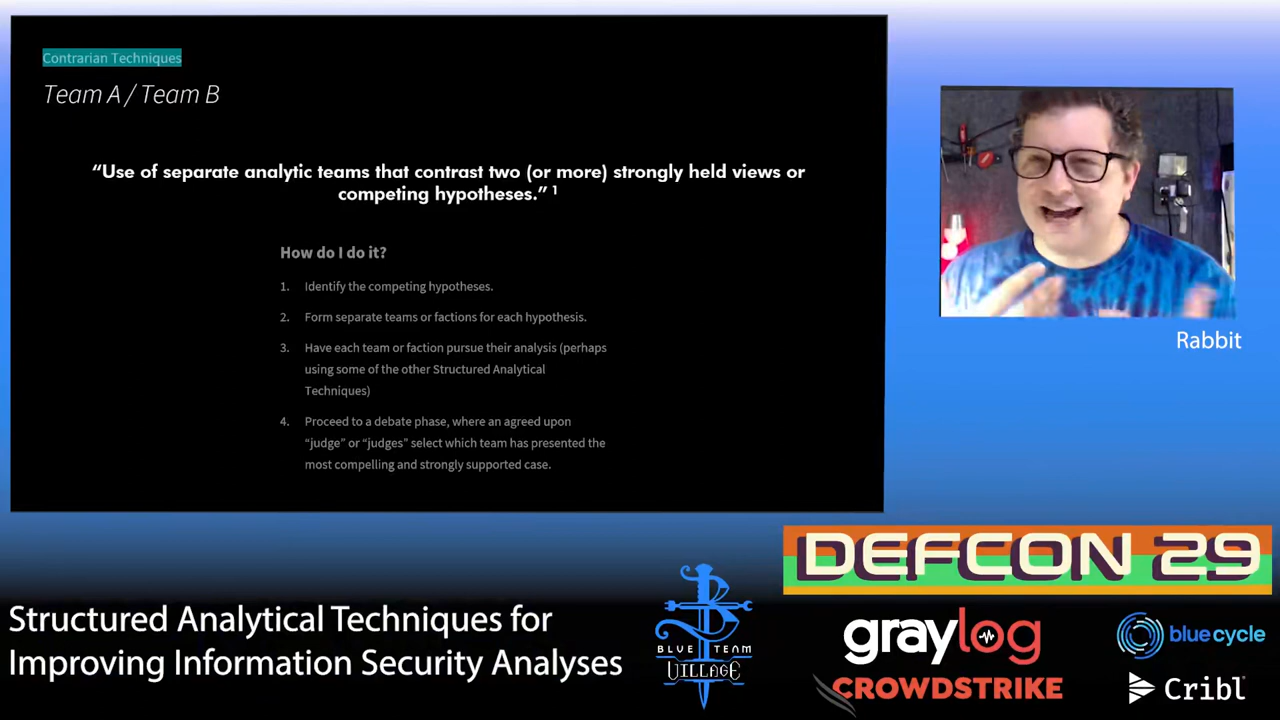 Contrarian Techniques
Team A / Team B
“Use of separate analytic teams that contrast two (or more) strongly held views or
competing hypotheses.” 1
How do I do it?
1. Identify the competing hypotheses.
2. Form separate teams or factions for each hypothesis.
3. Have each team or faction pursue their analysis (perhaps
using some of the other Structured Analytical
Techniques)
4. Proceed to a debate phase, where an agreed upon
“judge” or “judges” select which team has presented the
most compelling and strongly supported case.
Rabbit
DEFCON 29
Structured Analytical Techniques for
Improving Information Security Analyses
BLUE TEAM
VILLAGE
graylog
blue cycle
CROWDSTRIKE
Cribl